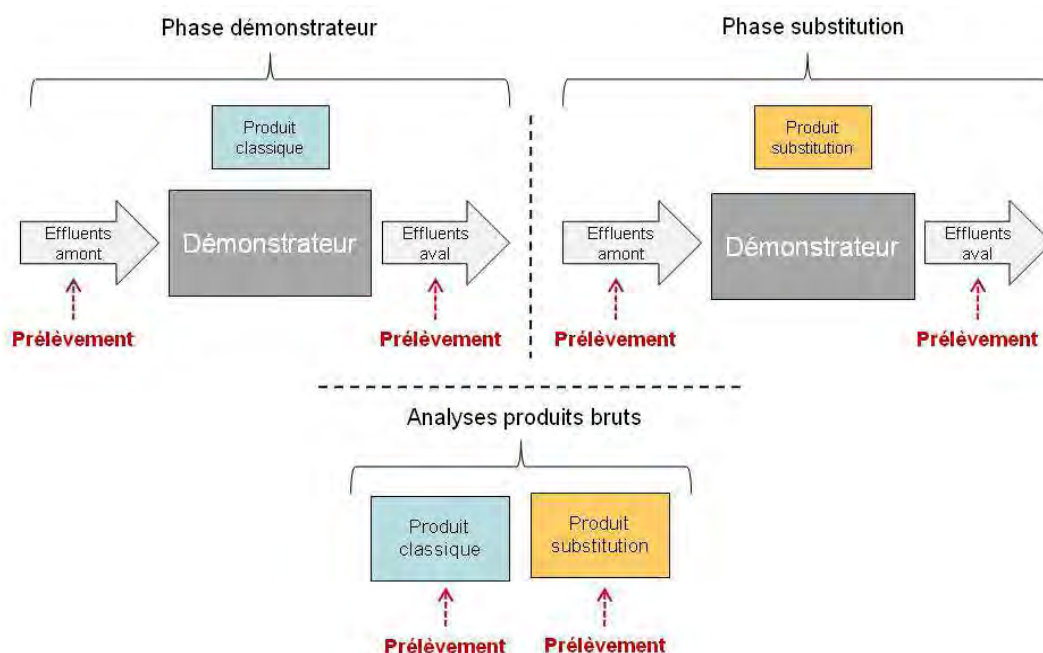 Phase démonstrateur
Produit
classique
Effluents
amont
Démonstrateur
Effluents
aval
Prélèvement
Prélèvement
Phase substitution
Produit
substitution
Effluents
amont
Démonstrateur
Effluents
aval
Prélèvement
Prélèvement
Analyses produits bruts
Produit
classique
Produit
substitution
Prélèvement
Prélèvement